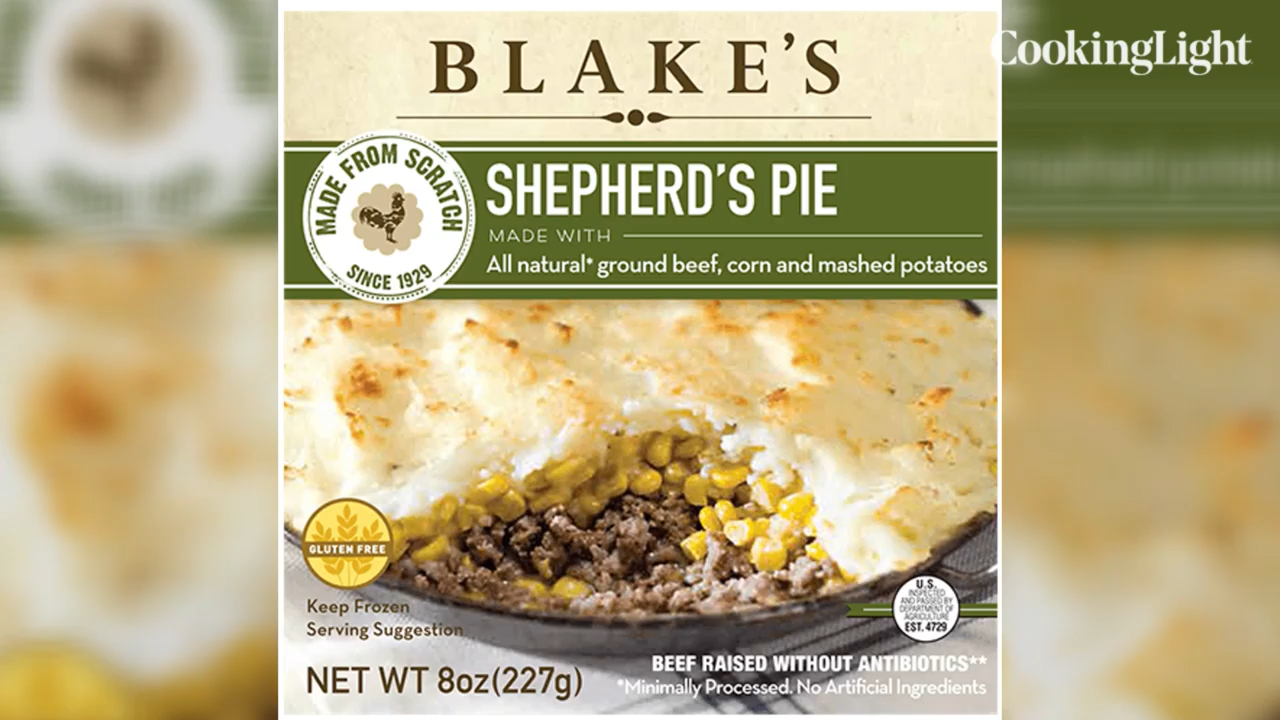 CookingLight
BLAKE'S
MADE FROM SCRATCH
SINCE 1929
SHEPHERD'S PIE
MADE WITH
All natural* ground beef, corn and mashed potatoes
GLUTEN FREE
Keep Frozen
Serving Suggestion
NET WT 8oz(227g)
U.S.
INSPECTED
AND PASSED BY
DEPARTMENT OF
AGRICULTURE
EST. 4729
BEEF RAISED WITHOUT ANTIBIOTICS**
*Minimally Processed. No Artificial Ingredients